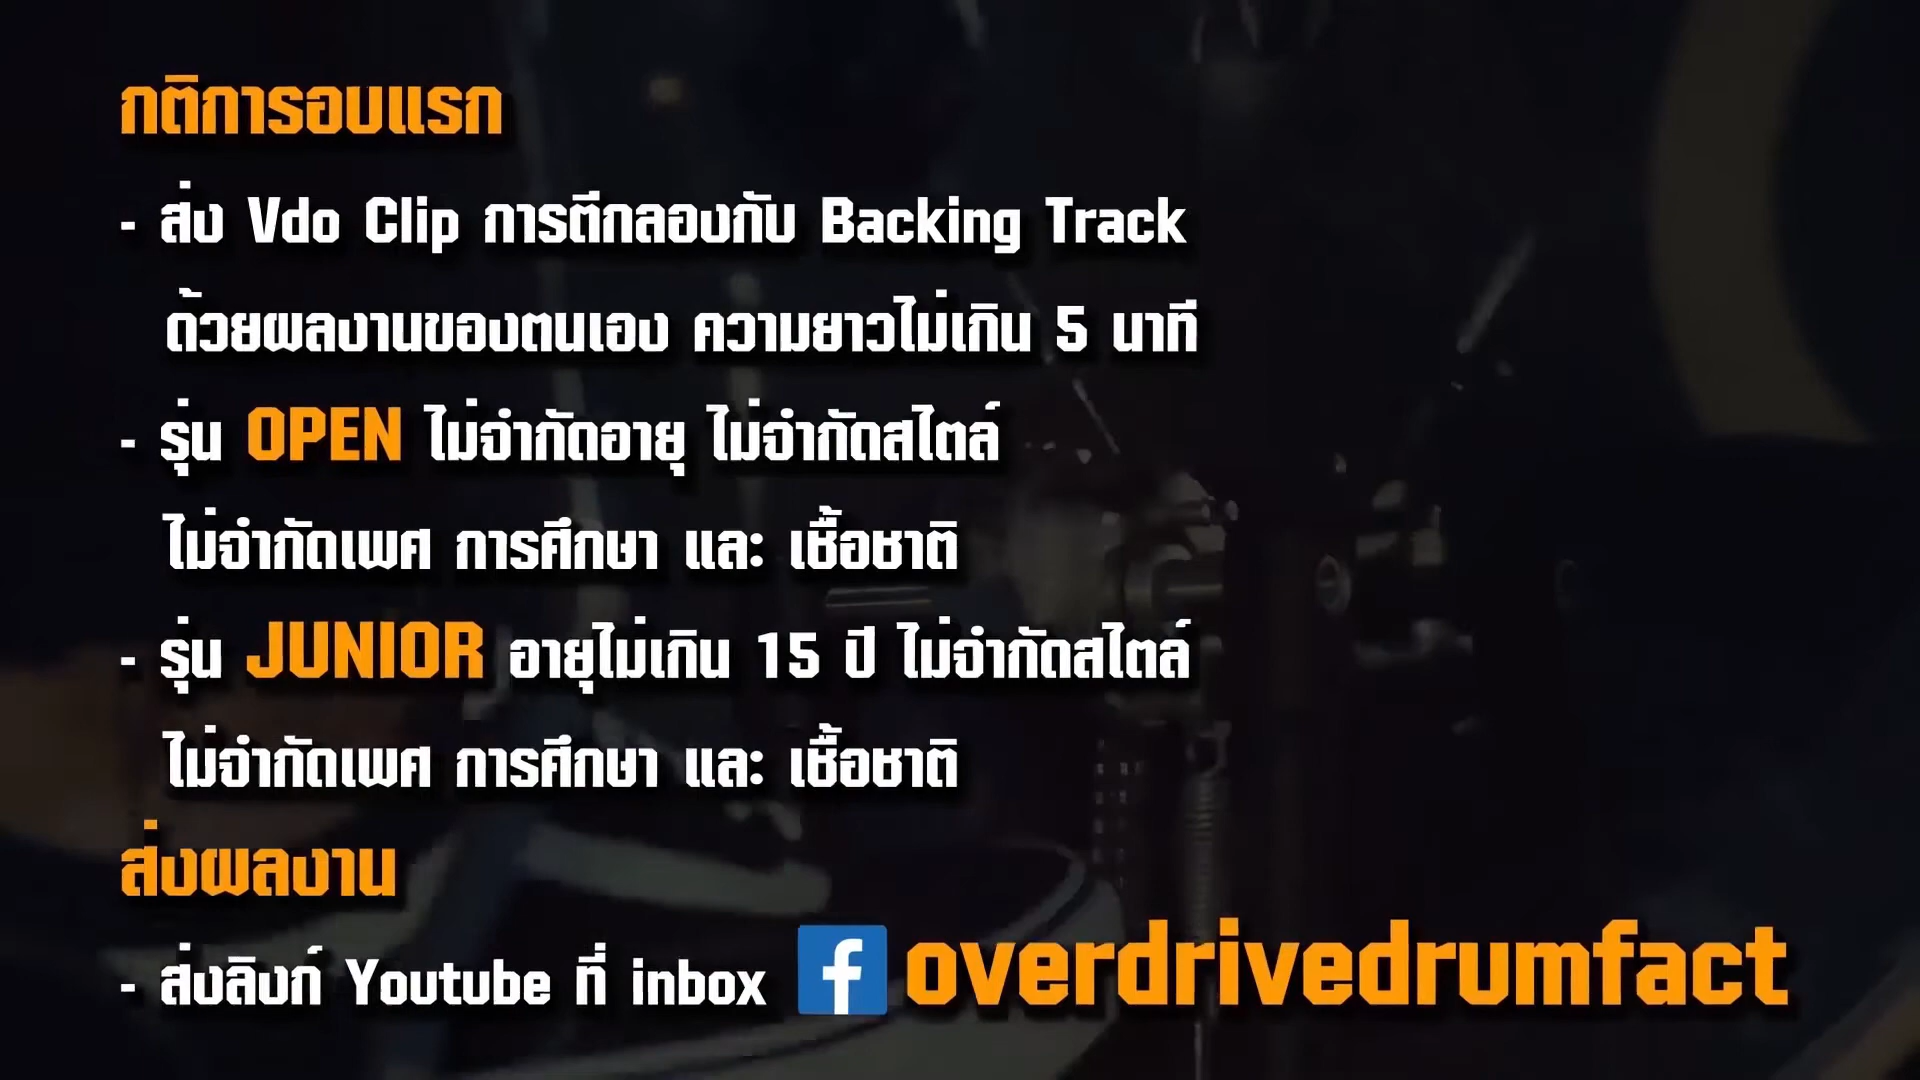 กติการอบแรก
- ส่ง Vdo Clip การตีกลองกับ Backing Track
ด้วยผลงานของตนเอง ความยาวไม่เกิน 5 นาที
- รุ่น OPEN ไม่จำกัดอายุ ไม่จำกัดสไตล์
ไม่จำกัดเพศ การศึกษา และ เชื้อชาติ
- รุ่น JUNIOR อายุไม่เกิน 15 ปี ไม่จำกัดสไตล์
ไม่จำกัดเพศ การศึกษา และ เชื้อชาติ
ส่งผลงาน
- ส่งลิงก์ Youtube ที่ inbox f overdrivedrumfact